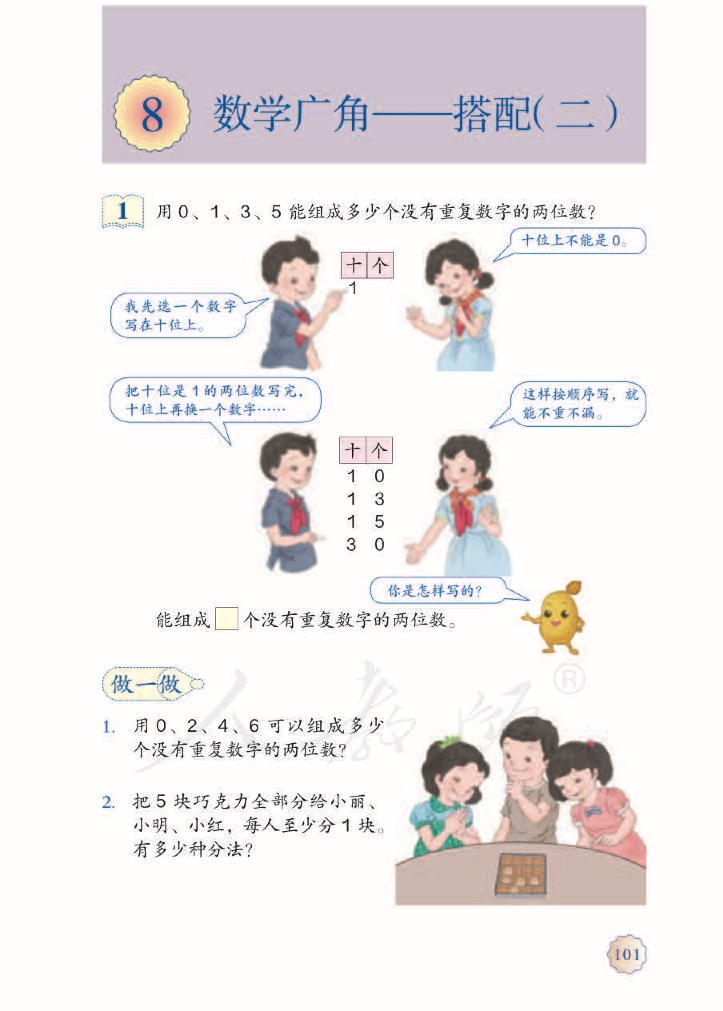 8 数学广角——搭配(二)
1 用0、1、3、5能组成多少个没有重复数字的两位数?
十位上不能是0。
十 个
1
我先选一个数字
写在十位上。
把十位是1的两位数写完,
十位上再换一个数字……
这样按顺序写,就
能不重不漏。
十 个
1 0
1 3
1 5
3 0
你是怎样写的?
能组成 个没有重复数字的两位数。
做一做
人教版
®
1. 用0、2、4、6可以组成多少
个没有重复数字的两位数?
2. 把5块巧克力全部分给小丽、
小明、小红,每人至少分1块。
有多少种分法?
101